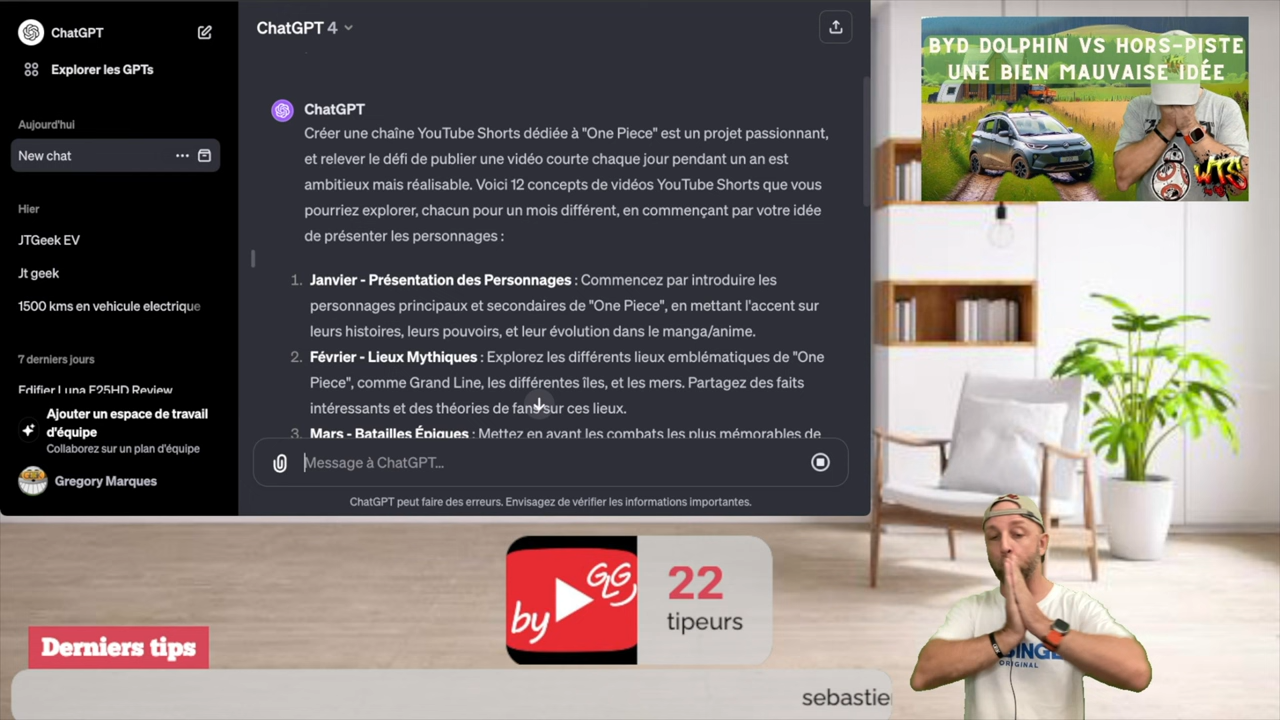 ChatGPT
Explorer les GPTs
Aujourd'hui
New chat
Hier
JTGeek EV
Jt geek
1500 kms en vehicule electrique
7 derniers jours
Edifier Luna E25HD Review
Ajouter un espace de travail
d'équipe
Collaborez sur un plan d'équipe
Gregory Marques
ChatGPT 4
ChatGPT
Créer une chaîne YouTube Shorts dédiée à "One Piece" est un projet passionnant,
et relever le défi de publier une vidéo courte chaque jour pendant un an est
ambitieux mais réalisable. Voici 12 concepts de vidéos YouTube Shorts que vous
pourriez explorer, chacun pour un mois différent, en commençant par votre idée
de présenter les personnages :
1. Janvier - Présentation des Personnages : Commencez par introduire les
personnages principaux et secondaires de "One Piece", en mettant l'accent sur
leurs histoires, leurs pouvoirs, et leur évolution dans le manga/anime.
2. Février - Lieux Mythiques : Explorez les différents lieux emblématiques de "One
Piece", comme Grand Line, les différentes îles, et les mers. Partagez des faits
intéressants et des théories de fans sur ces lieux.
3. Mars - Batailles Épiques : Mettez en avant les combats les plus mémorables de
Message à ChatGPT...
ChatGPT peut faire des erreurs. Envisagez de vérifier les informations importantes.
BYD DOLPHIN VS HORS-PISTE
UNE BIEN MAUVAISE IDÉE
by GLG
22
tipeurs
Derniers tips
sebastie
ORIGINAL